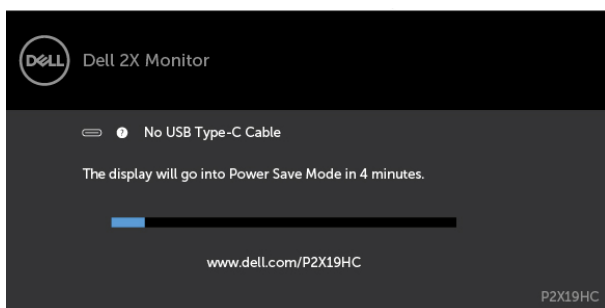 DELL
Dell 2X Monitor
No USB Type-C Cable
The display will go into Power Save Mode in 4 minutes.
www.dell.com/P2X19HC
P2X19HC